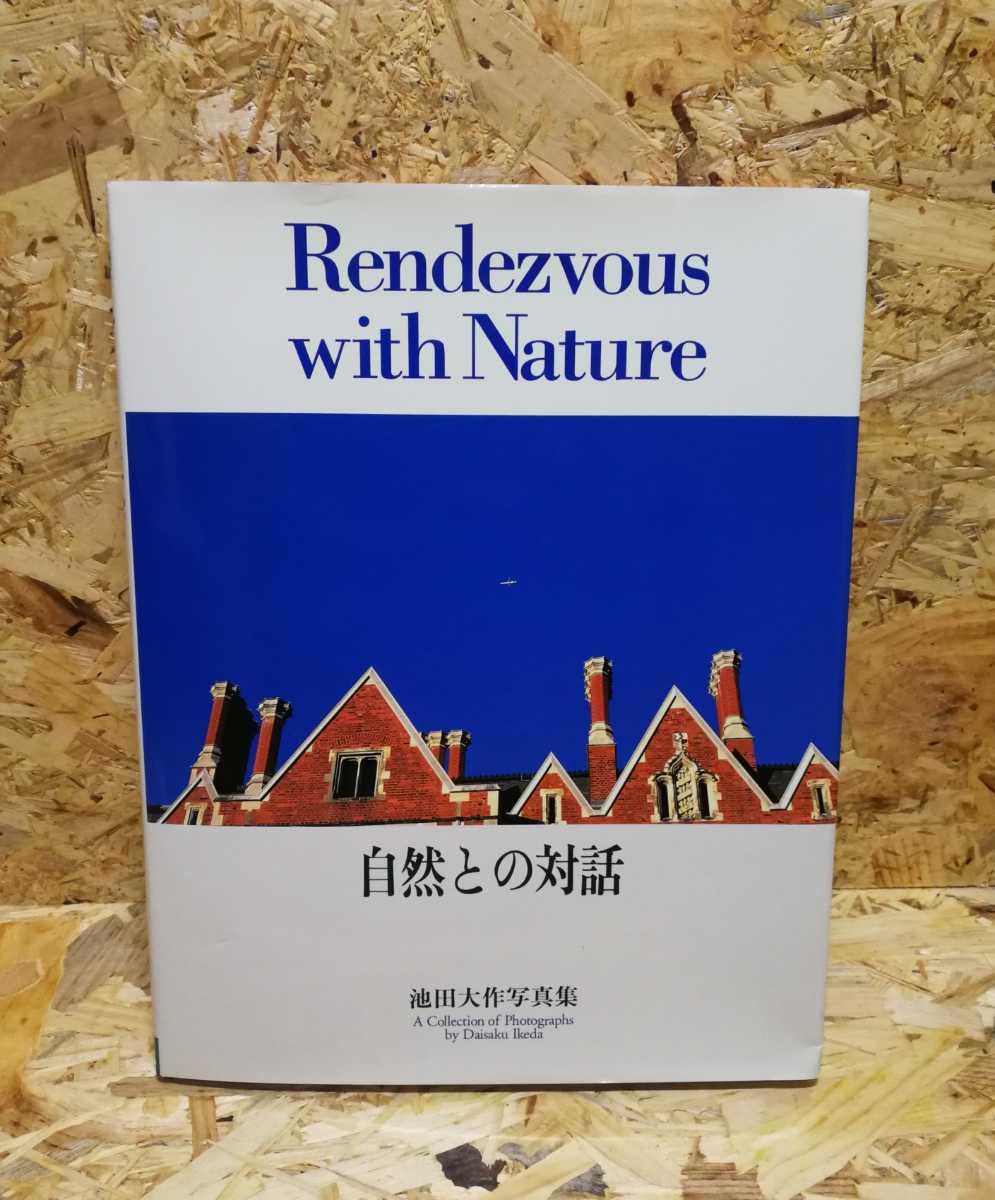 Rendezvous
with Nature
自然との対話
池田大作写真集
A Collection of Photographs
by Daisaku Ikeda